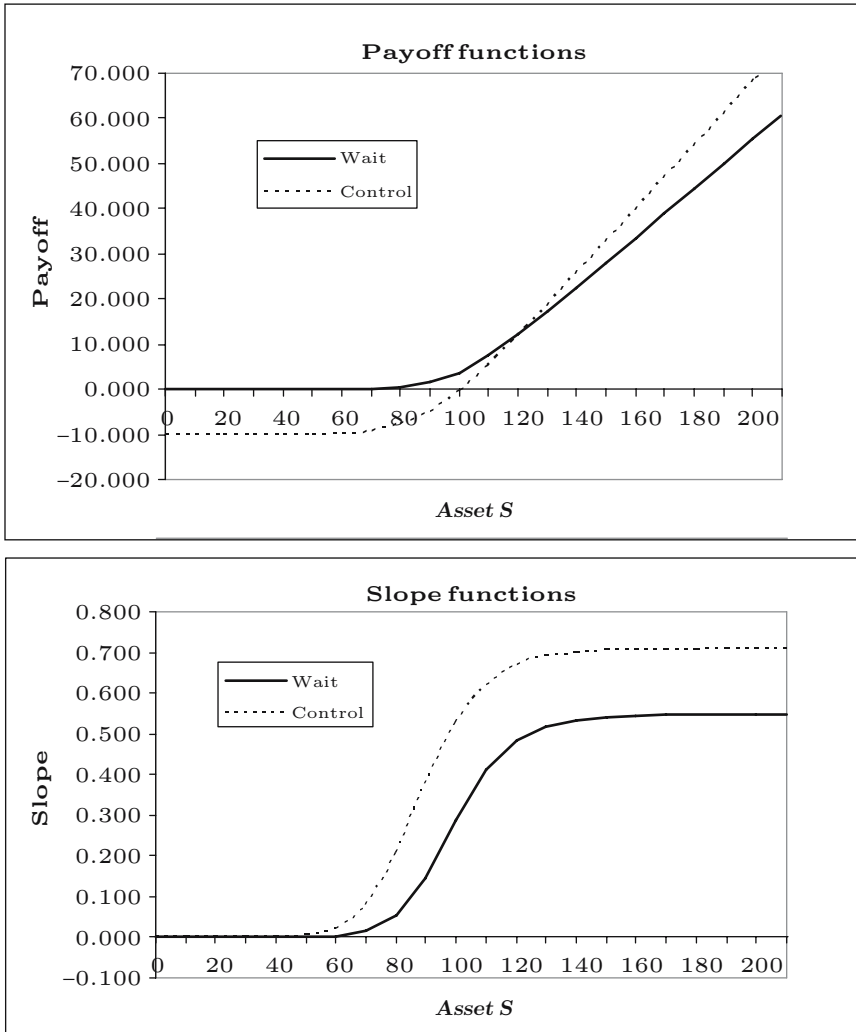 Payoff functions
70.000
60.000
50.000
40.000
30.000
20.000
10.000
0.000
−10.000
−20.000
Payoff
Wait
Control
0 20 40 60 80 100 120 140 160 180 200
Asset S
Slope functions
0.800
0.700
0.600
0.500
0.400
0.300
0.200
0.100
0.000
−0.100
Slope
Wait
Control
0 20 40 60 80 100 120 140 160 180 200
Asset S